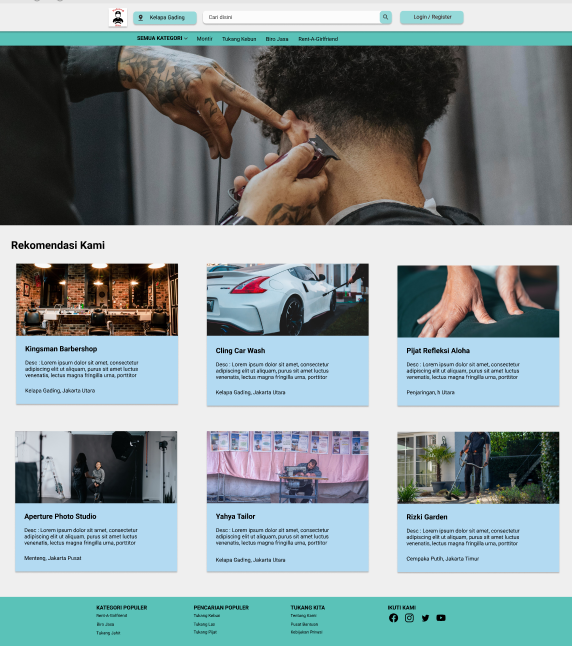 Kelapa Gading
Cari disini
Login / Register
SEMUA KATEGORI
Montir
Tukang Kebun
Biro Jasa
Rent-A-Girlfriend
Rekomendasi Kami
Kingsman Barbershop
Desc : Lorem ipsum dolor sit amet, consectetur
adipiscing elit ut aliquam, purus sit amet luctus
venenatis, lectus magna fringilla urna, porttitor
Kelapa Gading, Jakarta Utara
Cling Car Wash
Desc : Lorem ipsum dolor sit amet, consectetur
adipiscing elit ut aliquam, purus sit amet luctus
venenatis, lectus magna fringilla urna, porttitor
Kelapa Gading, Jakarta Utara
Pijat Refleksi Aloha
Desc : Lorem ipsum dolor sit amet, consectetur
adipiscing elit ut aliquam, purus sit amet luctus
venenatis, lectus magna fringilla urna, porttitor
Penjaringan, Utara
Aperture Photo Studio
Desc : Lorem ipsum dolor sit amet, consectetur
adipiscing elit ut aliquam, purus sit amet luctus
venenatis, lectus magna fringilla urna, porttitor
Menteng, Jakarta Pusat
Yahya Tailor
Desc : Lorem ipsum dolor sit amet, consectetur
adipiscing elit ut aliquam, purus sit amet luctus
venenatis, lectus magna fringilla urna, porttitor
Kelapa Gading, Jakarta Utara
Rizki Garden
Desc : Lorem ipsum dolor sit amet, consectetur
adipiscing elit ut aliquam, purus sit amet luctus
venenatis, lectus magna fringilla urna, porttitor
Cempaka Putih, Jakarta Timur
KATEGORI POPULER
Rent-A-Girlfriend
Biro Jasa
Tukang Jahit
PENCARIAN POPULER
Tukang Kebun
Tukang Las
Tukang Pijat
TUKANG KITA
Tentang Kami
Pusat Bantuan
Kebijakan Privasi
IKUTI KAMI